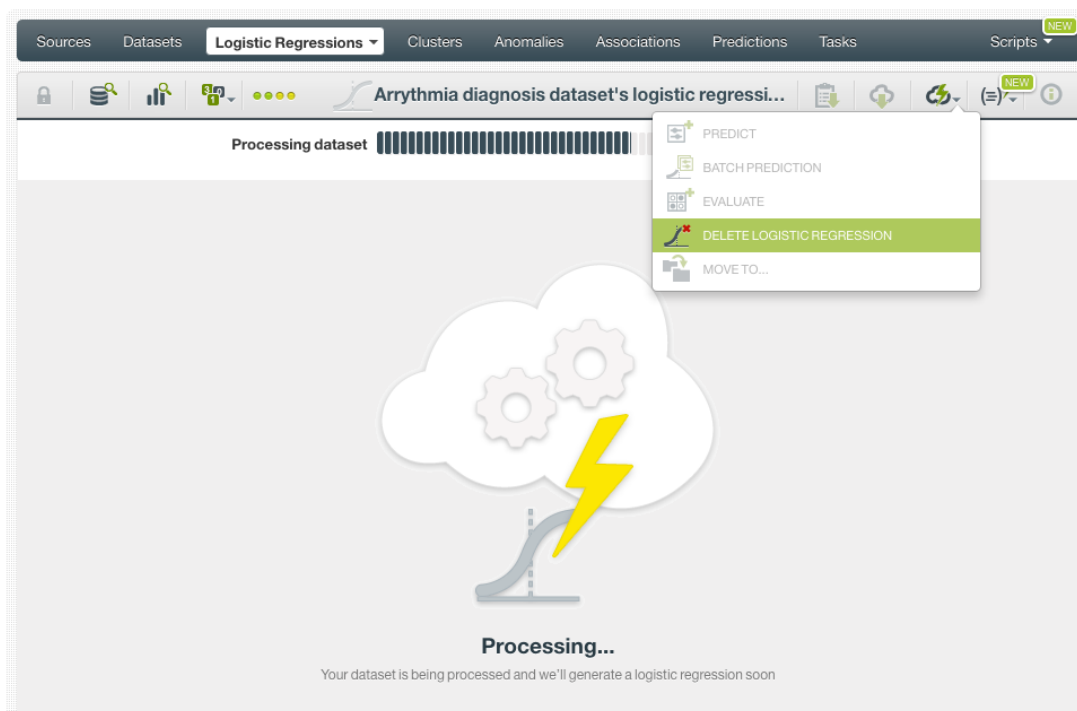 NEW
Sources Datasets Logistic Regressions Clusters Anomalies Associations Predictions Tasks Scripts
NEW
Arrythmia diagnosis dataset's logistic regressi...
Processing dataset
PREDICT
BATCH PREDICTION
EVALUATE
DELETE LOGISTIC REGRESSION
MOVE TO...
Processing...
Your dataset is being processed and we'll generate a logistic regression soon